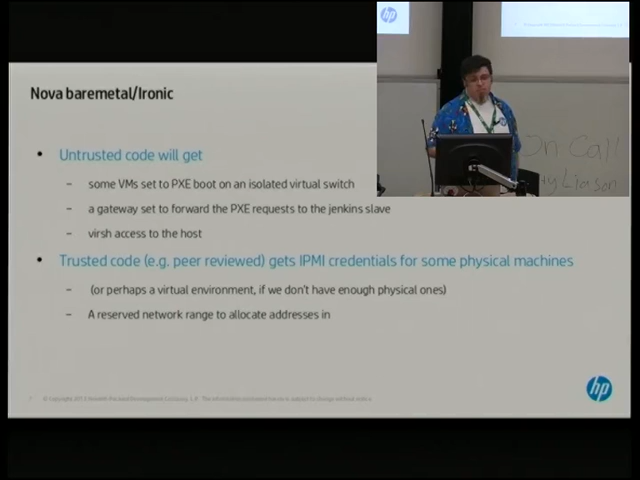 Nova baremetal/Ironic
• Untrusted code will get
– some VMs set to PXE boot on an isolated virtual switch
– a gateway set to forward the PXE requests to the jenkins slave
– virsh access to the host
• Trusted code (e.g. peer reviewed) gets IPMI credentials for some physical machines
– (or perhaps a virtual environment, if we don't have enough physical ones)
– A reserved network range to allocate addresses in
hp
hp
On Call
Liason